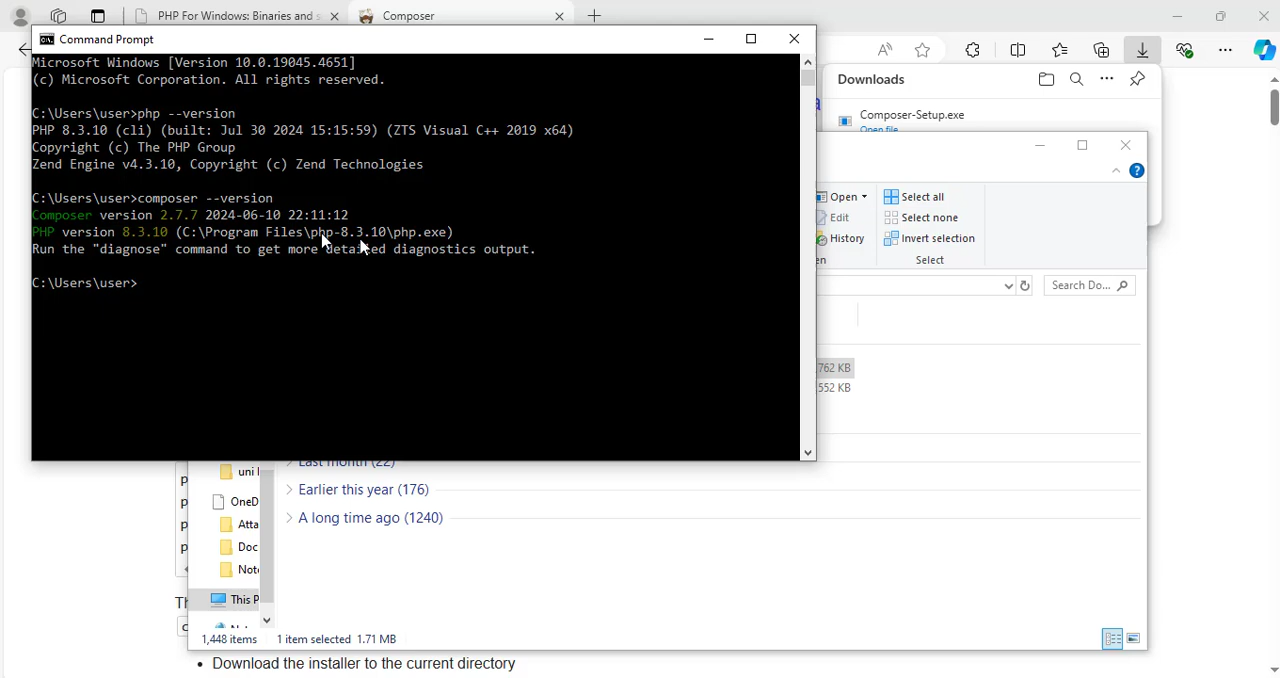 PHP For Windows: Binaries and s
Composer
Command Prompt
Microsoft Windows [Version 10.0.19045.4651]
(c) Microsoft Corporation. All rights reserved.
C:\Users\user>php --version
PHP 8.3.10 (cli) (built: Jul 30 2024 15:15:59) (ZTS Visual C++ 2019 x64)
Copyright (c) The PHP Group
Zend Engine v4.3.10, Copyright (c) Zend Technologies
C:\Users\user>composer --version
Composer version 2.7.7 2024-06-10 22:11:12
PHP version 8.3.10 (C:\Program Files\php-8.3.10\php.exe)
Run the "diagnose" command to get more detailed diagnostics output.
C:\Users\user>
Downloads
Composer-Setup.exe
Open file
Open
Select all
Edit
Select none
History
Invert selection
en
Select
Search Do...
762 KB
552 KB
Last month (22)
uni
Earlier this year (176)
OneD
A long time ago (1240)
Atta
Doc
Note
This P
1,448 items
1 item selected 1.71 MB
Download the installer to the current directory